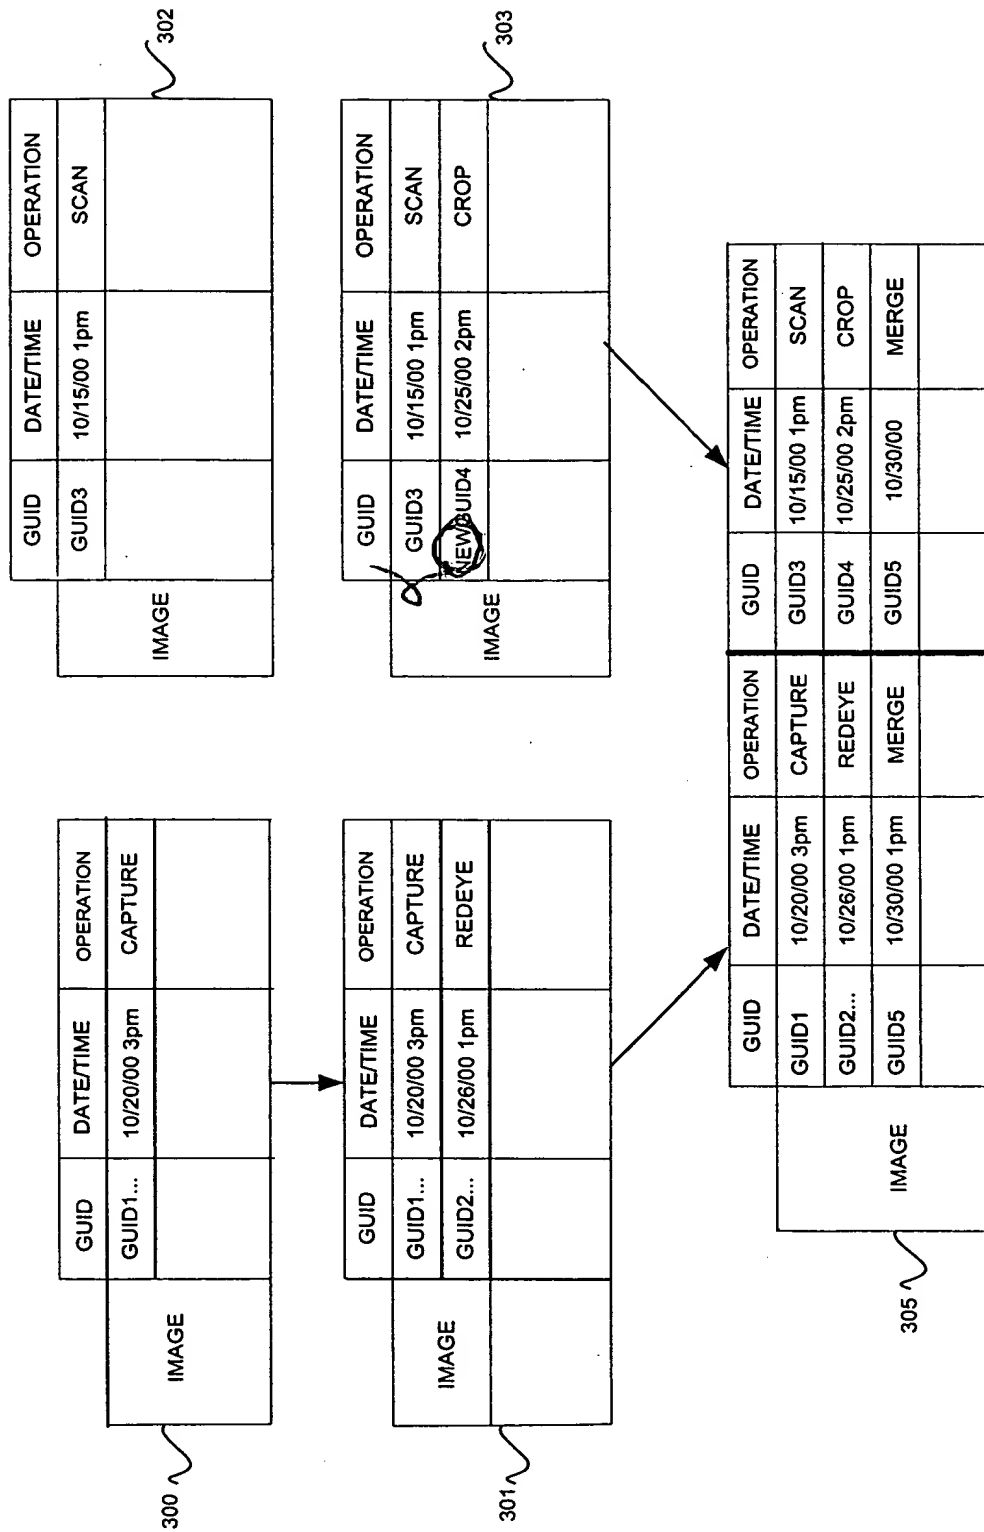 GUID DATE/TIME OPERATION
GUID1... 10/20/00 3pm CAPTURE
IMAGE
300
GUID DATE/TIME OPERATION
GUID3 10/15/00 1pm SCAN
IMAGE
302
GUID DATE/TIME OPERATION
GUID1... 10/20/00 3pm CAPTURE
GUID2... 10/26/00 1pm REDEYE
IMAGE
301
GUID DATE/TIME OPERATION
GUID3 10/15/00 1pm SCAN
NEW GUID4 10/25/00 2pm CROP
IMAGE
303
GUID DATE/TIME OPERATION GUID DATE/TIME OPERATION
GUID1 10/20/00 3pm CAPTURE GUID3 10/15/00 1pm SCAN
GUID2... 10/26/00 1pm REDEYE GUID4 10/25/00 2pm CROP
GUID5 10/30/00 1pm MERGE GUID5 10/30/00 MERGE
IMAGE
305